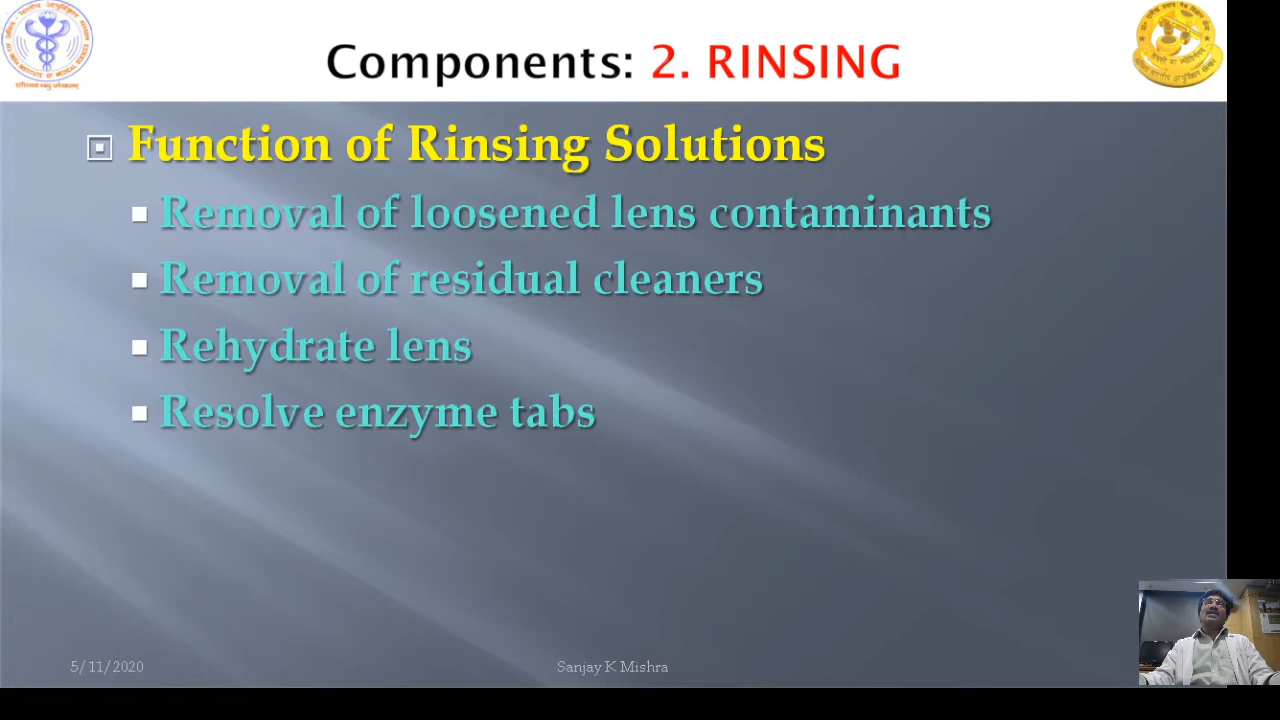 Components: 2. RINSING
Function of Rinsing Solutions
Removal of loosened lens contaminants
Removal of residual cleaners
Rehydrate lens
Resolve enzyme tabs
5/11/2020
Sanjay K Mishra